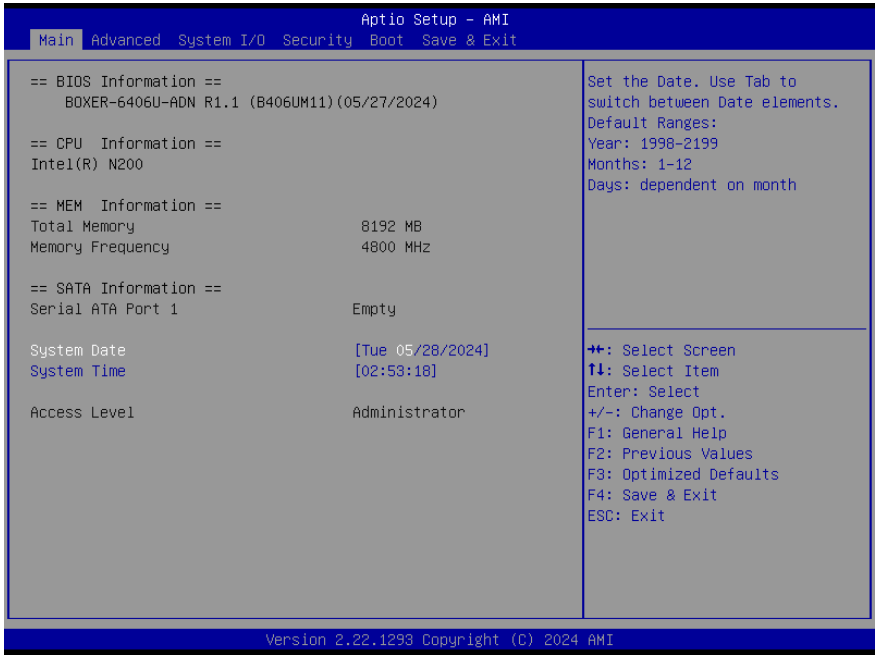 Aptio Setup – AMI
Main Advanced System I/O Security Boot Save & Exit
== BIOS Information ==
BOXER-6406U-ADN R1.1 (B406UM11)(05/27/2024)
== CPU Information ==
Intel(R) N200
== MEM Information ==
Total Memory 8192 MB
Memory Frequency 4800 MHz
== SATA Information ==
Serial ATA Port 1 Empty
System Date [Tue 05/28/2024]
System Time [02:53:18]
Access Level Administrator
Set the Date. Use Tab to
switch between Date elements.
Default Ranges:
Year: 1998-2199
Months: 1-12
Days: dependent on month
→←: Select Screen
↑↓: Select Item
Enter: Select
+/-: Change Opt.
F1: General Help
F2: Previous Values
F3: Optimized Defaults
F4: Save & Exit
ESC: Exit
Version 2.22.1293 Copyright (C) 2024 AMI